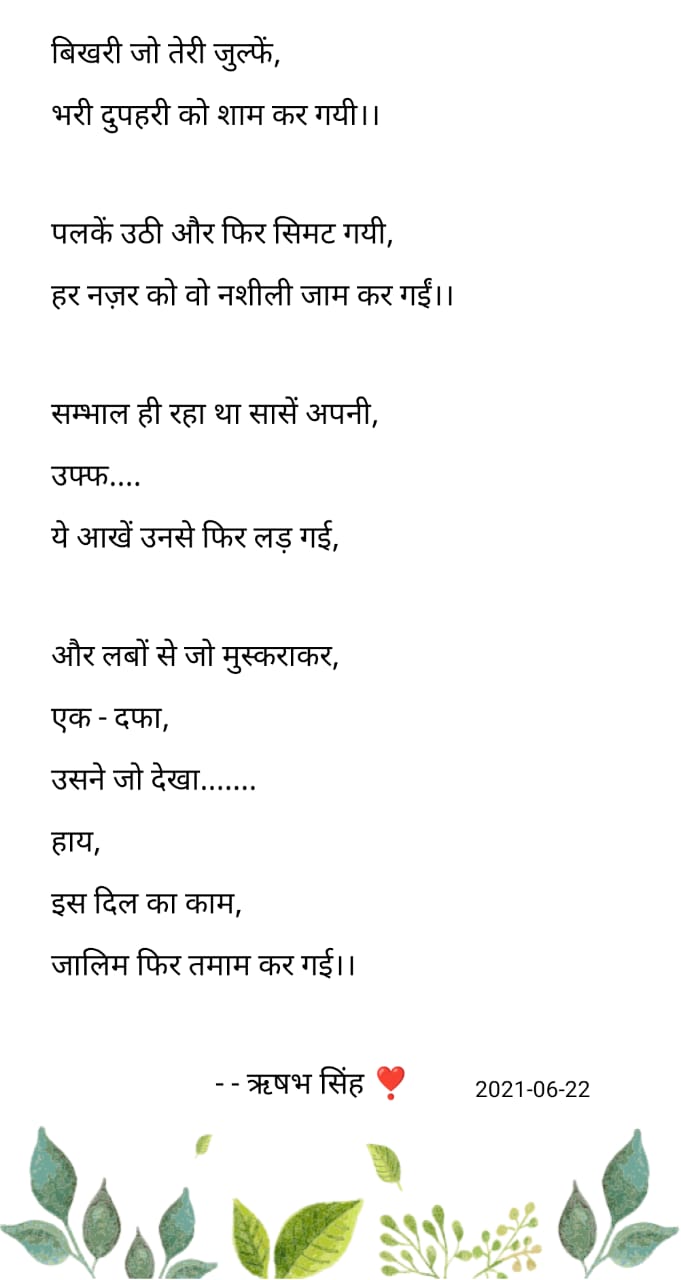 बिखरी जो तेरी जुल्फें,
भरी दुपहरी को शाम कर गयी।।
पलकें उठी और फिर सिमट गयी,
हर नज़र को वो नशीली जाम कर गईं।।
सम्भाल ही रहा था सासें अपनी,
उफ्फ....
ये आखें उनसे फिर लड़ गई,
और लबों से जो मुस्कराकर,
एक - दफा,
उसने जो देखा.......
हाय,
इस दिल का काम,
जालिम फिर तमाम कर गई।।
- - ऋषभ सिंह ❣️ 2021-06-22